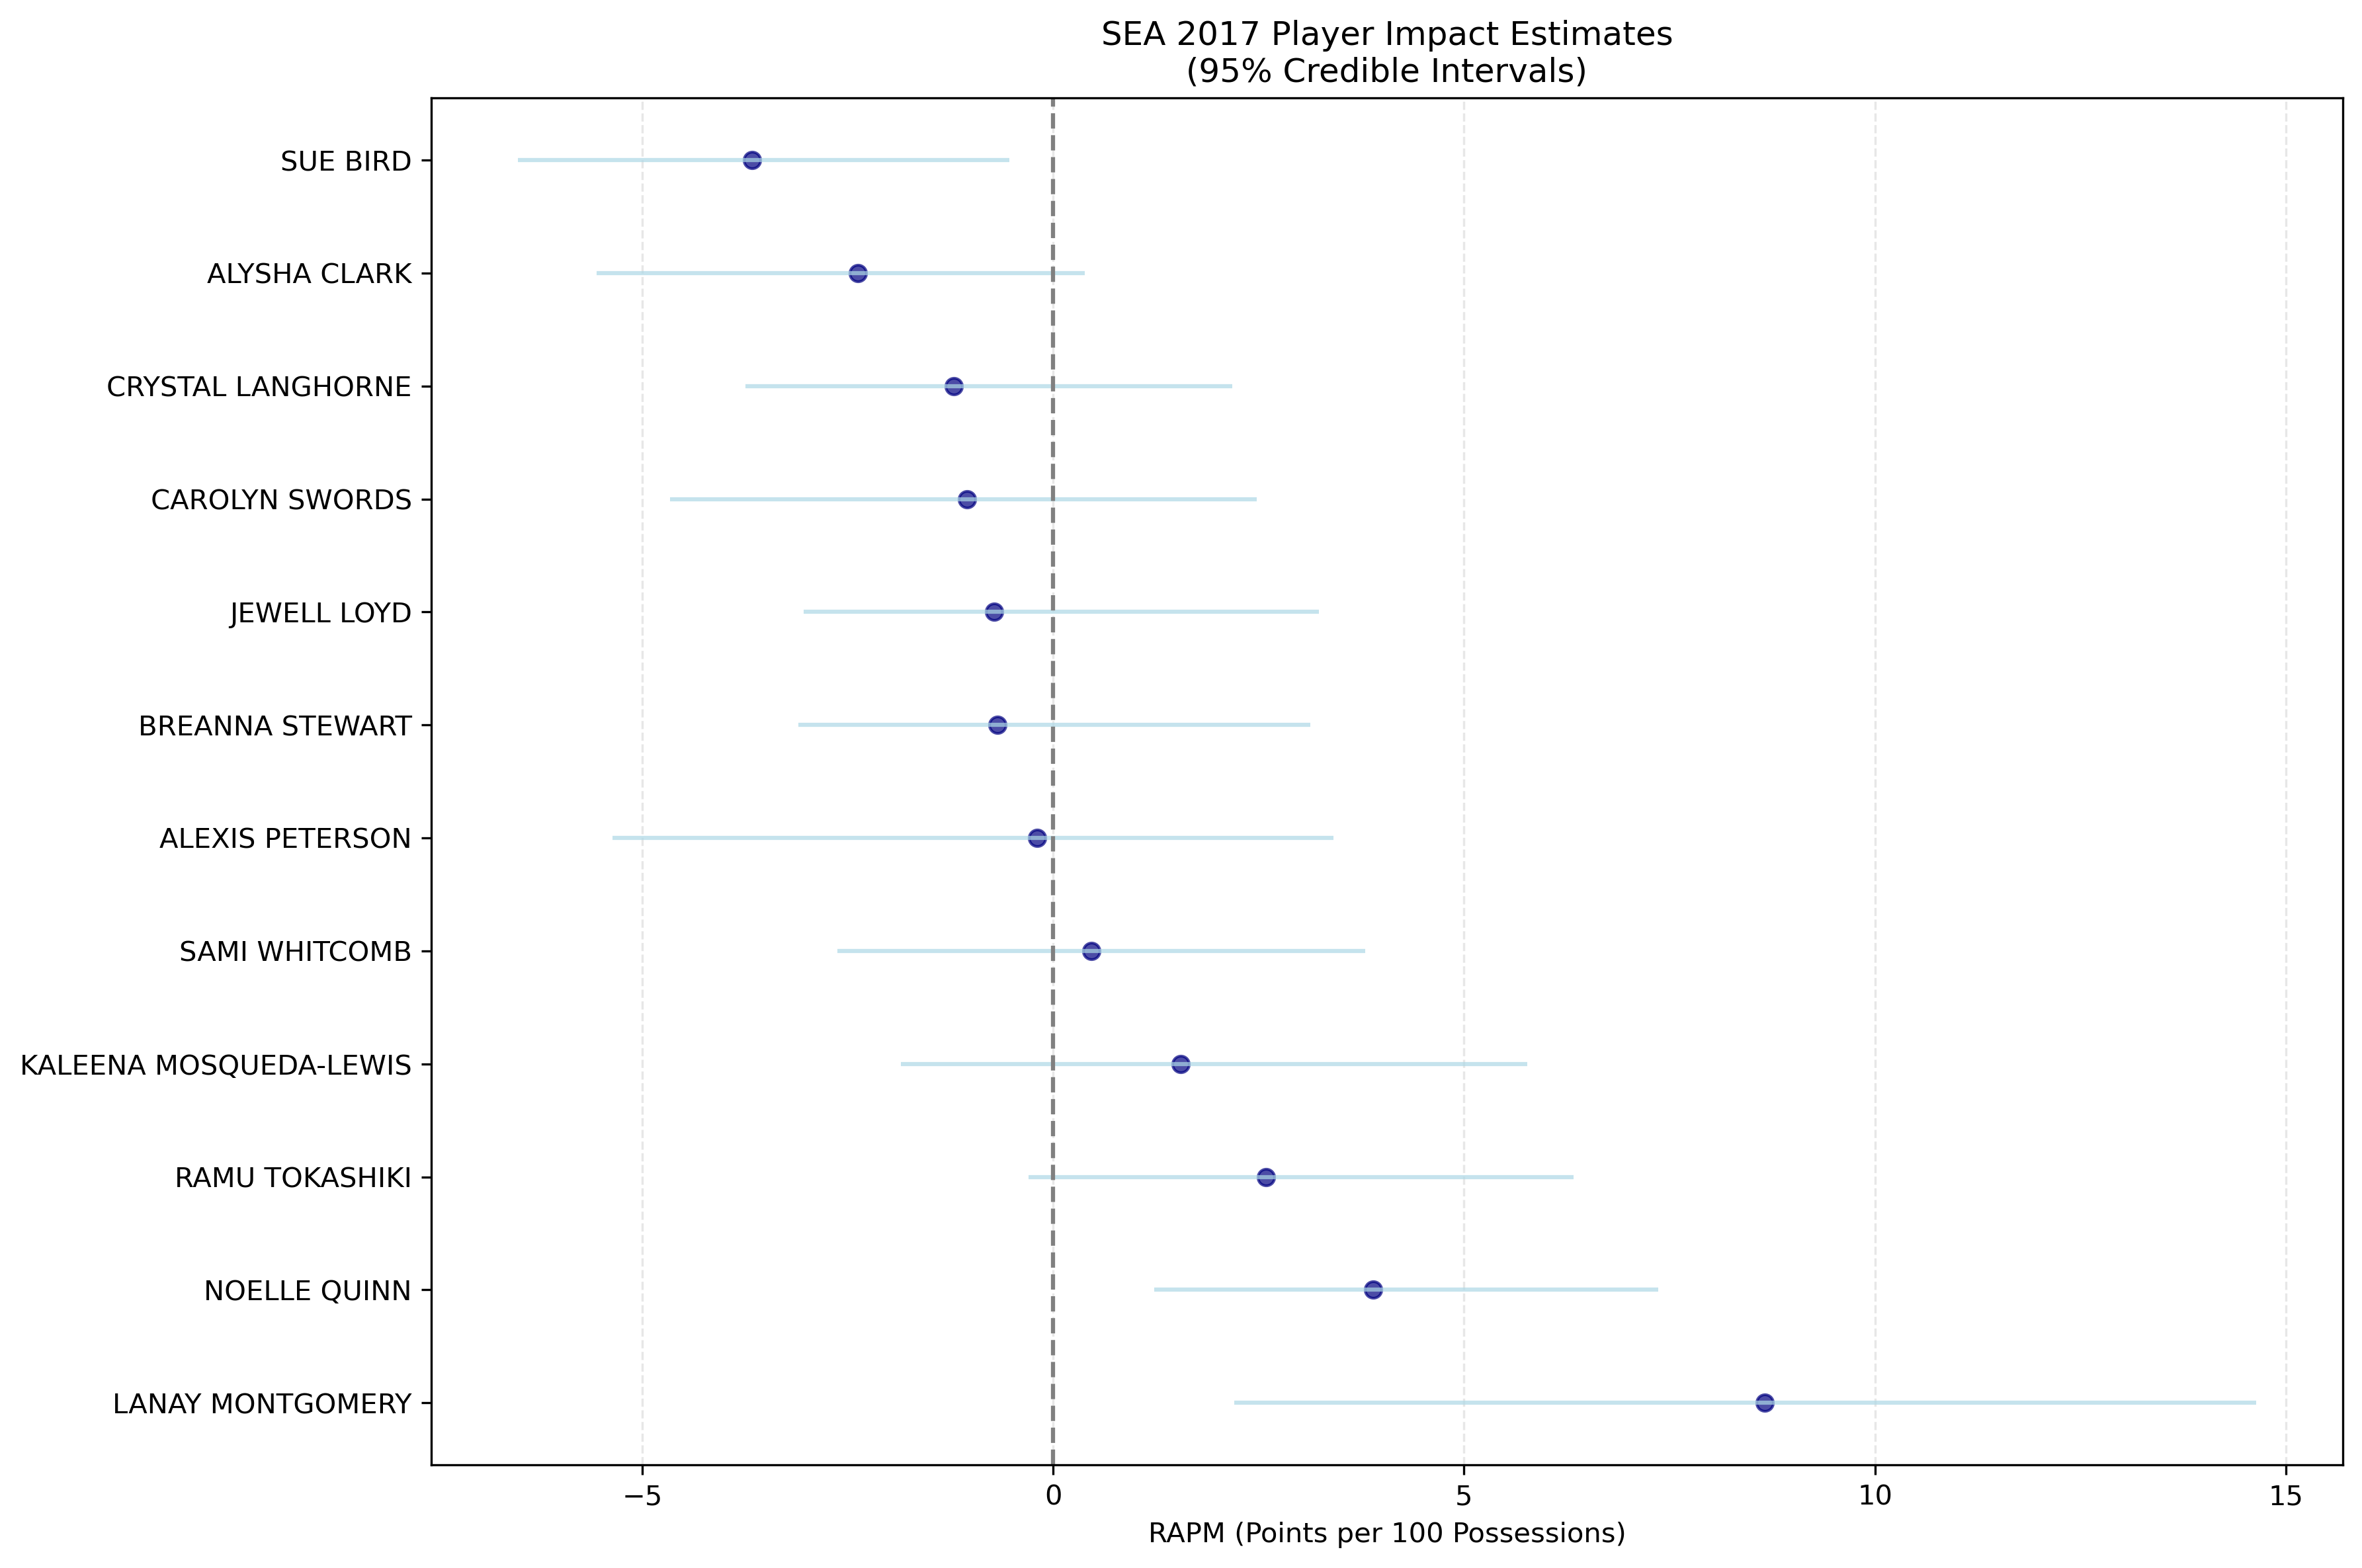 SEA 2017 Player Impact Estimates
(95% Credible Intervals)
SUE BIRD
ALYSHA CLARK
CRYSTAL LANGHORNE
CAROLYN SWORDS
JEWELL LOYD
BREANNA STEWART
ALEXIS PETERSON
SAMI WHITCOMB
KALEENA MOSQUEDA-LEWIS
RAMU TOKASHIKI
NOELLE QUINN
LANAY MONTGOMERY
−5 0 5 10 15
RAPM (Points per 100 Possessions)